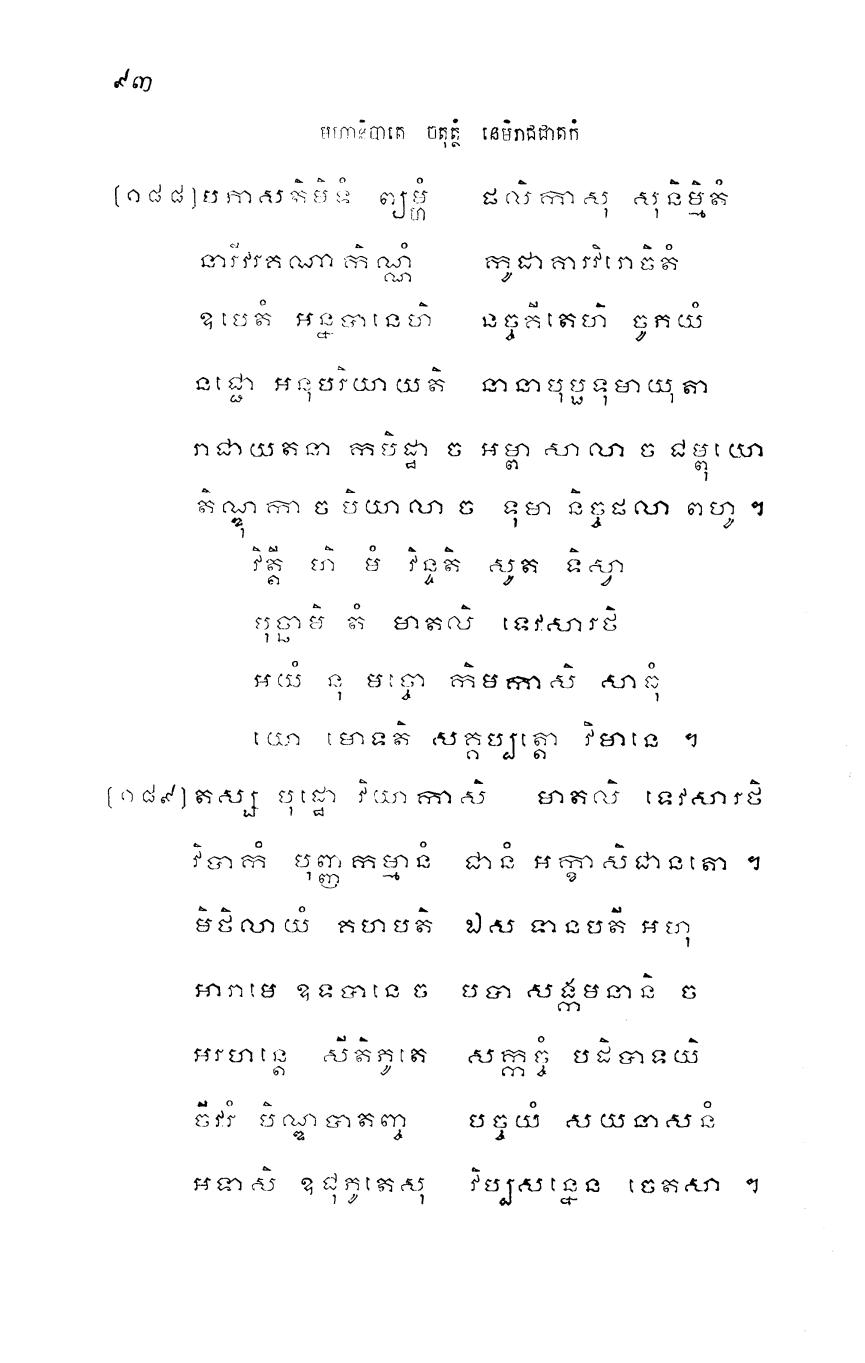 ៩៣
មហានិបាតេ ចតុត្ថំ នេមិរាជជាតកំ
[១៨៨] បភាសតិមិទំ ព្យម្ហំ ផលិកាសុ សុនិម្មិតំ
នារីវរគណាកិណ្ណំ កូដាគារវិរោចិតំ
ឧបេតំ អន្នបានេហិ នច្ចគីតេហិ ចូភយំ
នជ្ជោ អនុបរិយាយតិ នានាបុប្ផទុមាយុតា
រាជាយតនា កបិដ្ឋា ច អម្ពា សាលា ច ជម្ពុយោ
តិណ្ឌុកា ច បិយាលា ច ទុមា និច្ចផលា ពហូ ។
វិត្តី ហិ មំ វិន្ទតិ សូត ទិស្វា
បុច្ឆាមិ តំ មាតលិ ទេវសារថិ
អយំ នុ មច្ចោ កិមកាសិ សាធុំ
យោ មោទតិ សគ្គប្បត្តោ វិមានេ ។
[១៨៩] តស្ស បុដ្ឋោ វិយាកាសិ មាតលិ ទេវសារថិ
វិបាកំ បុញ្ញកម្មានំ ជានំ អក្ខាសិជានតោ ។
មិថិលាយំ គហបតិ ឯស ទានបតី អហុ
អារាមេ ឧទបានេ ច បបា សង្កមនានិ ច
អរហន្តេ សីតិភូតេ សក្កច្ចំ បដិបាទយិ
ចីវរំ បិណ្ឌបាតញ្ច បច្ចយំ សយនាសនំ
អទាសិ ឧជុភូតេសុ វិប្បសន្នេន ចេតសា ។